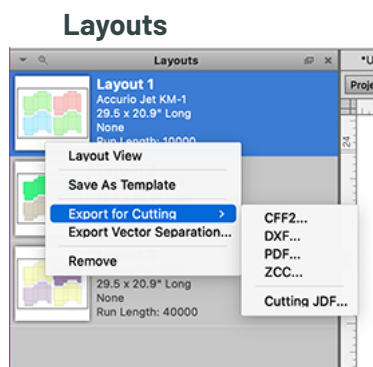 Layouts
Layouts
*U
Proje
Layout 1
Accurio Jet KM-1
29.5 x 20.9" Long
None
Run Length: 10000
24
Layout View
Save As Template
Export for Cutting
Export Vector Separation...
Remove
CFF2...
DXF...
PDF...
ZCC...
Cutting JDF...
29.5 x 20.9" Long
None
Run Length: 40000